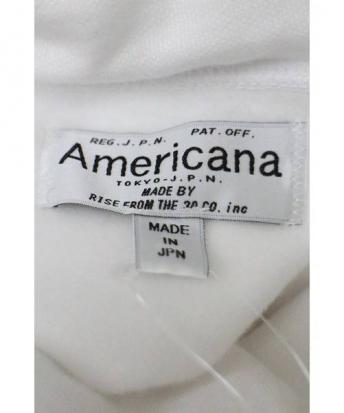 REG.J.P.N. PAT.OFF.
Americana
TOKYO-J.P.N.
MADE BY
RISE FROM THE CO. inc
MADE
IN
JPN